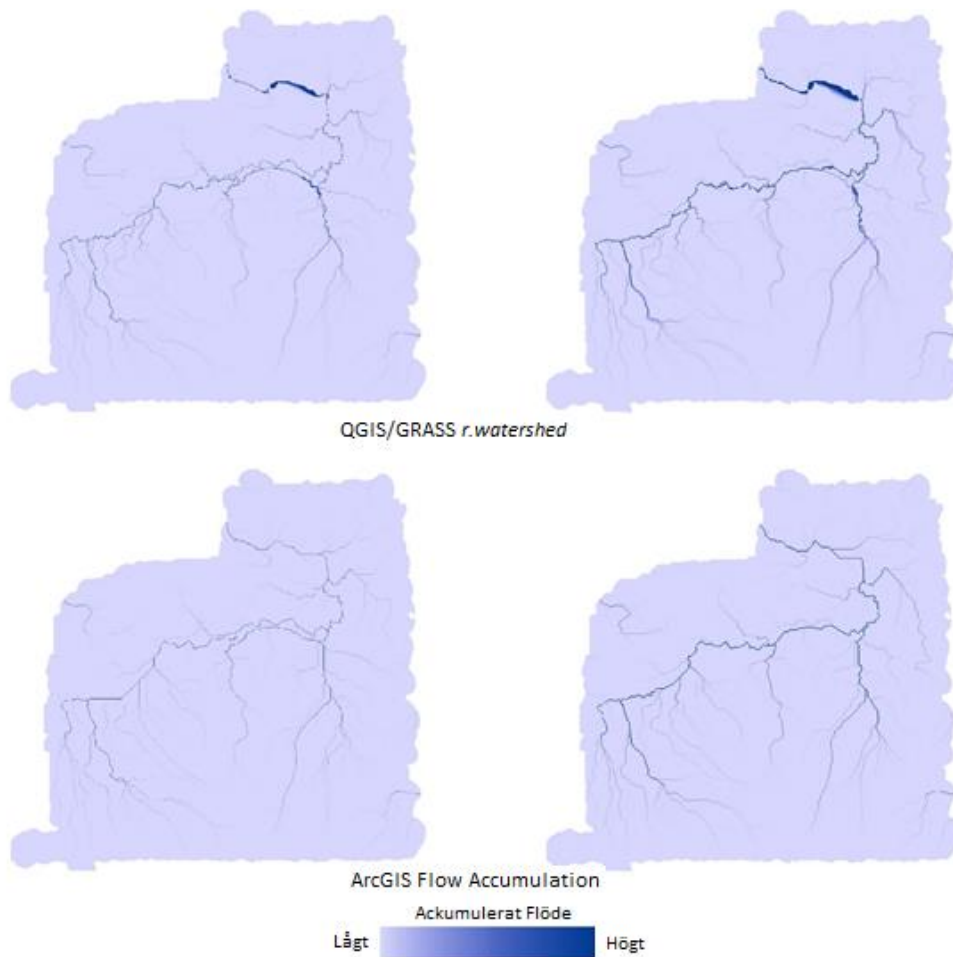 QGIS/GRASS r.watershed
ArcGIS Flow Accumulation
Ackumulerat Flöde
Lågt Högt